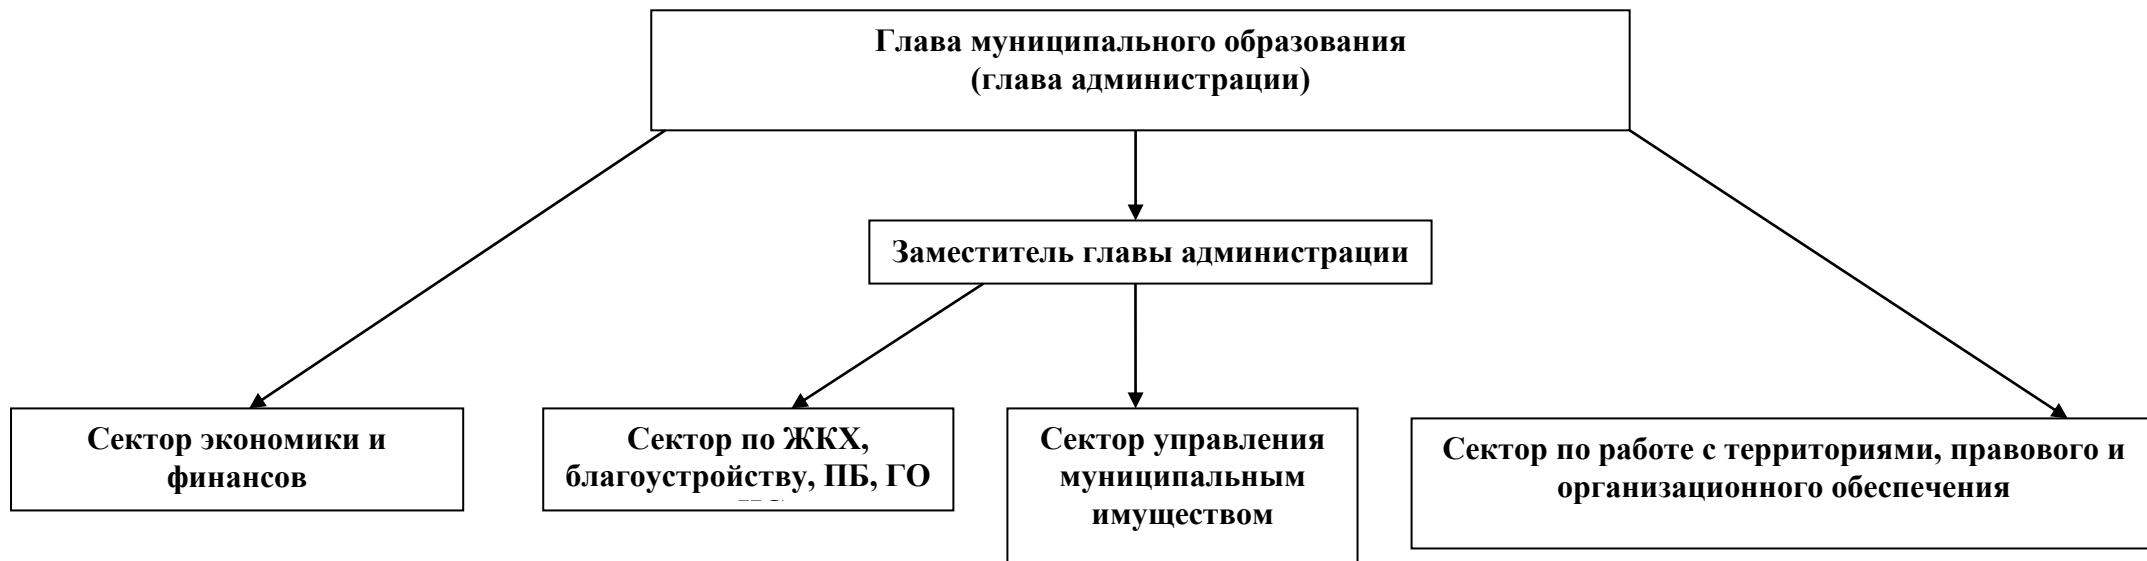 Глава муниципального образования
(глава администрации)
Заместитель главы администрации
Сектор экономики и
финансов
Сектор по ЖКХ,
благоустройству, ПБ, ГО
Сектор управления
муниципальным
имуществом
Сектор по работе с территориями, правового и
организационного обеспечения